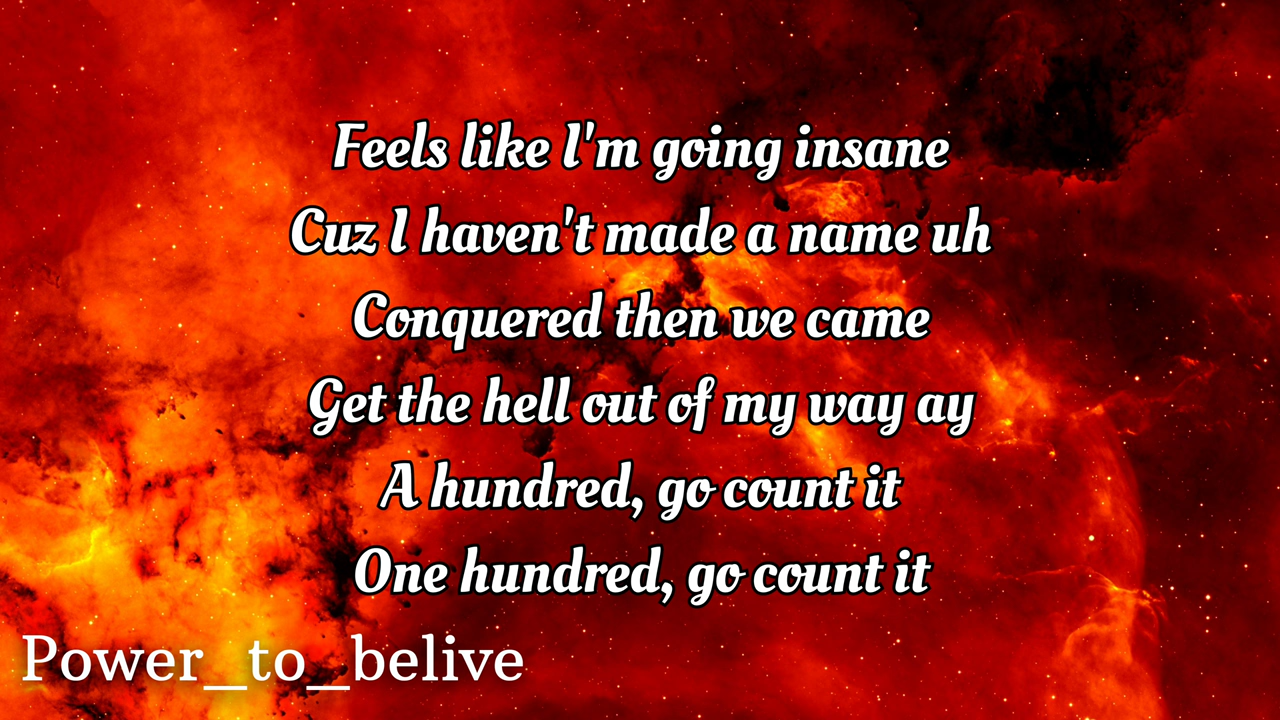 Feels like I'm going insane
Cuz I haven't made a name uh
Conquered then we came
Get the hell out of my way ay
A hundred, go count it
One hundred, go count it
Power_to_belive